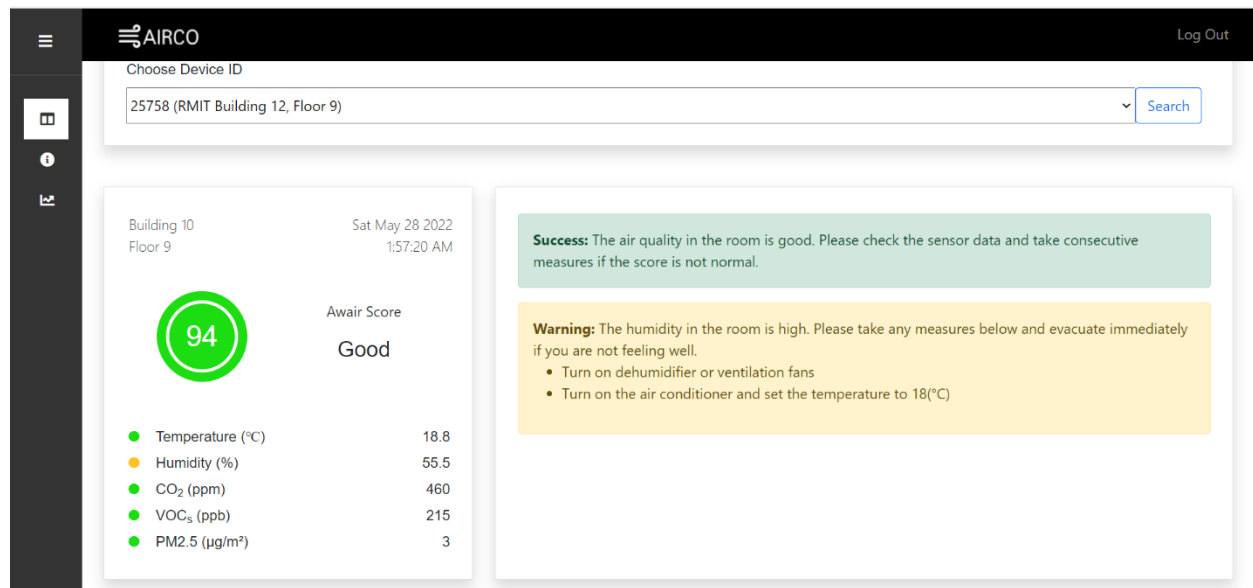 AIRCO
Log Out
Choose Device ID
25758 (RMIT Building 12, Floor 9)
Search
Building 10
Sat May 28 2022
Floor 9
1:57:20 AM
94
Awair Score
Good
Temperature (°C)
18.8
Humidity (%)
55.5
CO₂ (ppm)
460
VOCₛ (ppb)
215
PM2.5 (µg/m²)
3
Success: The air quality in the room is good. Please check the sensor data and take consecutive
measures if the score is not normal.
Warning: The humidity in the room is high. Please take any measures below and evacuate immediately
if you are not feeling well.
• Turn on dehumidifier or ventilation fans
• Turn on the air conditioner and set the temperature to 18(°C)